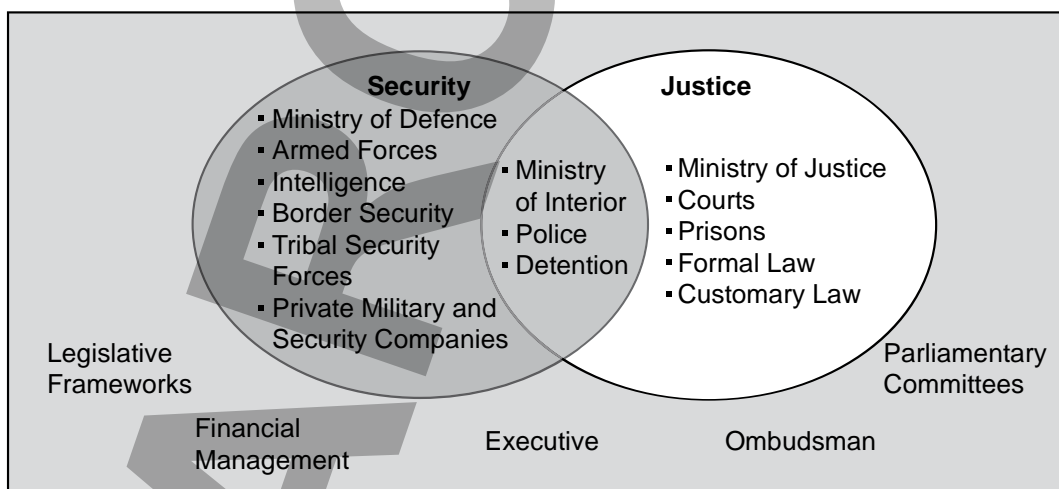 Security
▪ Ministry of Defence
▪ Armed Forces
▪ Intelligence
▪ Border Security
▪ Tribal Security
Forces
▪ Private Military and
Security Companies
▪ Ministry
of Interior
▪ Police
▪ Detention
Justice
▪ Ministry of Justice
▪ Courts
▪ Prisons
▪ Formal Law
▪ Customary Law
Legislative
Frameworks
Financial
Management
Executive
Ombudsman
Parliamentary
Committees